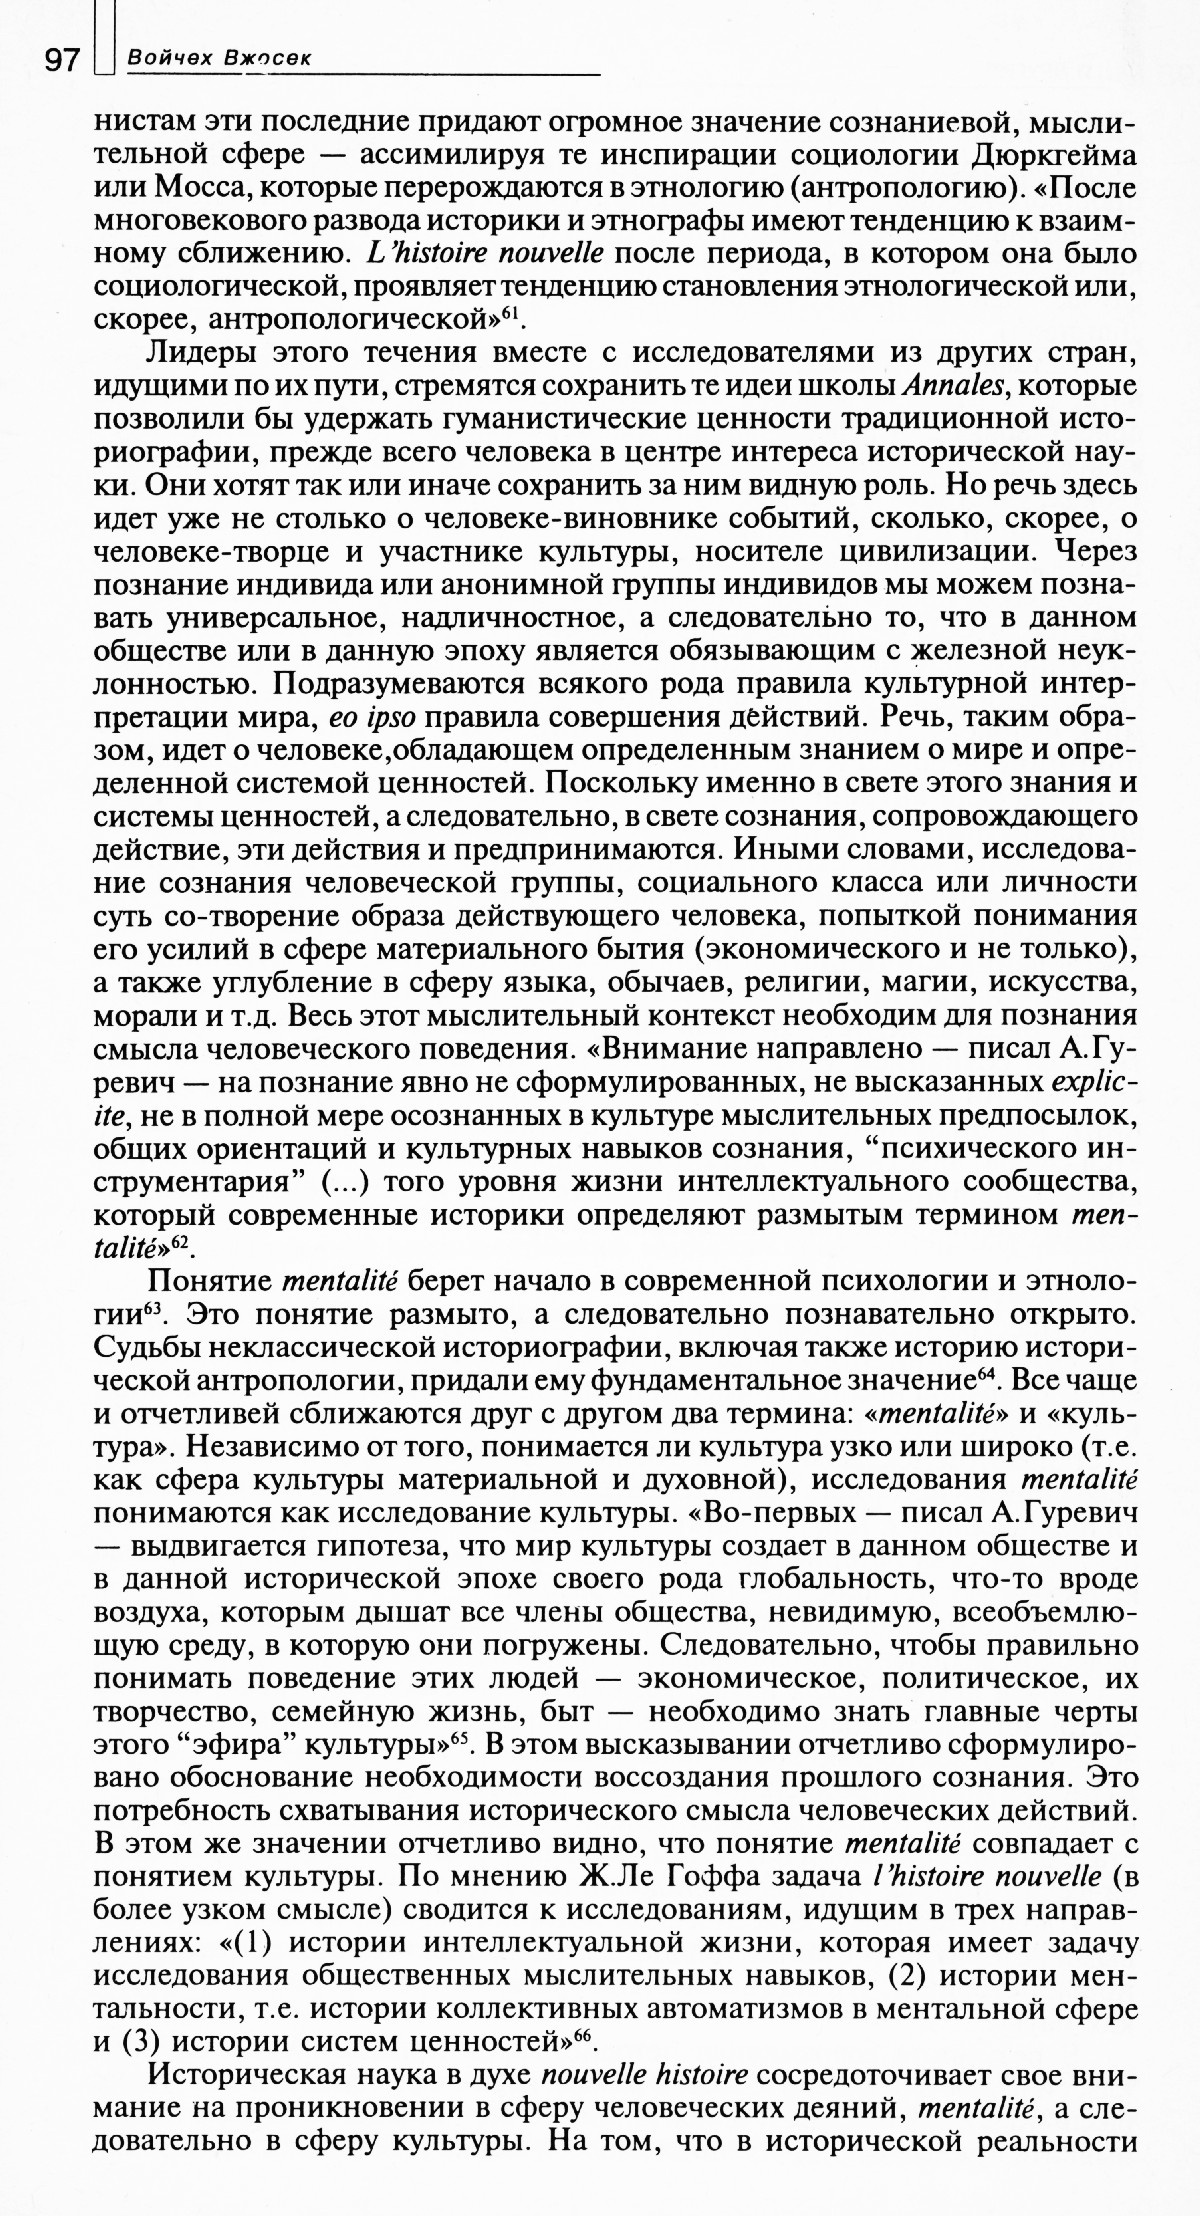 97 Войчех Вжосек
нистам эти последние придают огромное значение сознаниевой, мысли-
тельной сфере — ассимилируя те инспирации социологии Дюркгейма
или Мосса, которые перерождаются в этнологию (антропологию). «После
многовекового развода историки и этнографы имеют тенденцию к взаим-
ному сближению. L’histoire nouvelle после периода, в котором она было
социологической, проявляет тенденцию становления этнологической или,
скорее, антропологической»⁶¹.
Лидеры этого течения вместе с исследователями из других стран,
идущими по их пути, стремятся сохранить те идеи школы Annales, которые
позволили бы удержать гуманистические ценности традиционной исто-
риографии, прежде всего человека в центре интереса исторической нау-
ки. Они хотят так или иначе сохранить за ним видную роль. Но речь здесь
идет уже не столько о человеке-виновнике событий, сколько, скорее, о
человеке-творце и участнике культуры, носителе цивилизации. Через
познание индивида или анонимной группы индивидов мы можем позна-
вать универсальное, надличностное, а следовательно то, что в данном
обществе или в данную эпоху является обязывающим с железной неук-
лонностью. Подразумеваются всякого рода правила культурной интер-
претации мира, eo ipso правила совершения действий. Речь, таким обра-
зом, идет о человеке,обладающем определенным знанием о мире и опре-
деленной системой ценностей. Поскольку именно в свете этого знания и
системы ценностей, а следовательно, в свете сознания, сопровождающего
действие, эти действия и предпринимаются. Иными словами, исследова-
ние сознания человеческой группы, социального класса или личности
суть со-творение образа действующего человека, попыткой понимания
его усилий в сфере материального бытия (экономического и не только),
а также углубление в сферу языка, обычаев, религии, магии, искусства,
морали и т.д. Весь этот мыслительный контекст необходим для познания
смысла человеческого поведения. «Внимание направлено — писал А.Гу-
ревич — на познание явно не сформулированных, не высказанных explic-
ite, не в полной мере осознанных в культуре мыслительных предпосылок,
общих ориентаций и культурных навыков сознания, “психического ин-
струментария” (...) того уровня жизни интеллектуального сообщества,
который современные историки определяют размытым термином men-
talité»⁶².
Понятие mentalité берет начало в современной психологии и этноло-
гии⁶³. Это понятие размыто, а следовательно познавательно открыто.
Судьбы неклассической историографии, включая также историю истори-
ческой антропологии, придали ему фундаментальное значение⁶⁴. Все чаще
и отчетливей сближаются друг с другом два термина: «mentalité» и «куль-
тура». Независимо от того, понимается ли культура узко или широко (т.е.
как сфера культуры материальной и духовной), исследования mentalité
понимаются как исследование культуры. «Во-первых — писал А.Гуревич
— выдвигается гипотеза, что мир культуры создает в данном обществе и
в данной исторической эпохе своего рода глобальность, что-то вроде
воздуха, которым дышат все члены общества, невидимую, всеобъемлю-
щую среду, в которую они погружены. Следовательно, чтобы правильно
понимать поведение этих людей — экономическое, политическое, их
творчество, семейную жизнь, быт — необходимо знать главные черты
этого “эфира” культуры»⁶⁵. В этом высказывании отчетливо сформулиро-
вано обоснование необходимости воссоздания прошлого сознания. Это
потребность схватывания исторического смысла человеческих действий.
В этом же значении отчетливо видно, что понятие mentalité совпадает с
понятием культуры. По мнению Ж.Ле Гоффа задача l’histoire nouvelle (в
более узком смысле) сводится к исследованиям, идущим в трех направ-
лениях: «(1) истории интеллектуальной жизни, которая имеет задачу
исследования общественных мыслительных навыков, (2) истории мен-
тальности, т.е. истории коллективных автоматизмов в ментальной сфере
и (3) истории систем ценностей»⁶⁶.
Историческая наука в духе nouvelle histoire сосредоточивает свое вни-
мание на проникновении в сферу человеческих деяний, mentalité, а сле-
довательно в сферу культуры. На том, что в исторической реальности